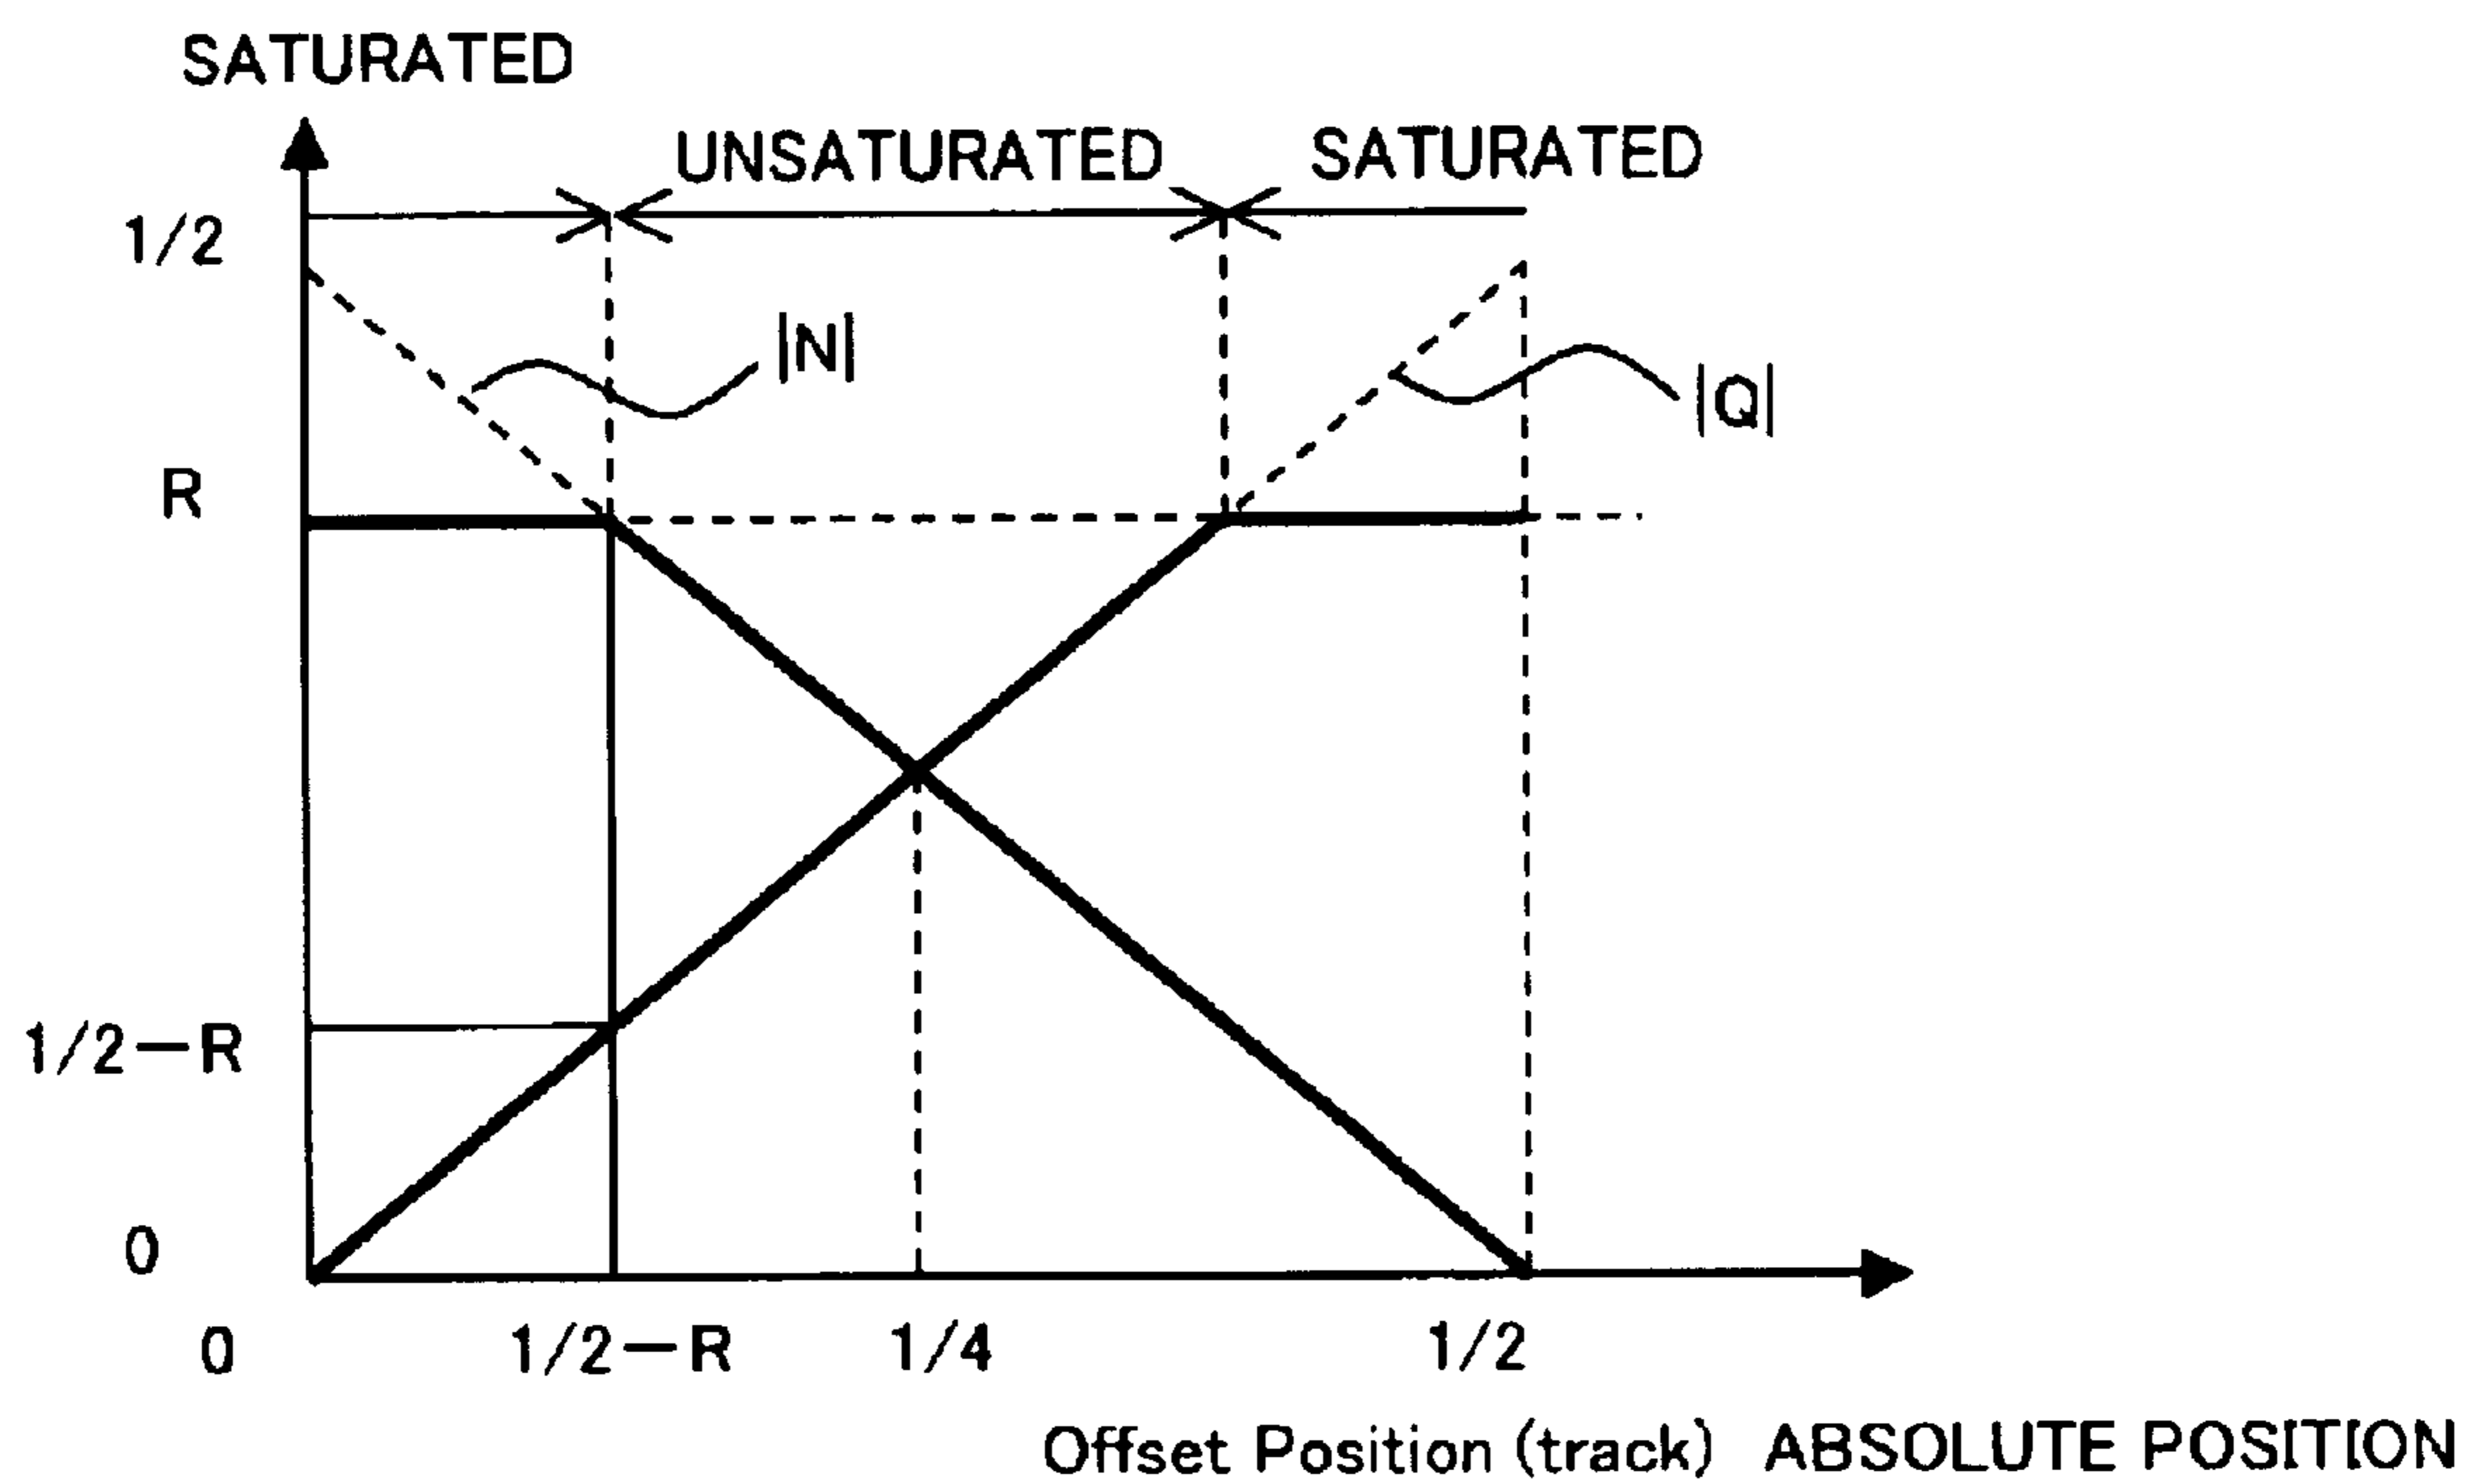 SATURATED
UNSATURATED SATURATED
1/2
|N|
|Q|
R
1/2-R
0
0 1/2-R 1/4 1/2
Offset Position (track) ABSOLUTE POSITION